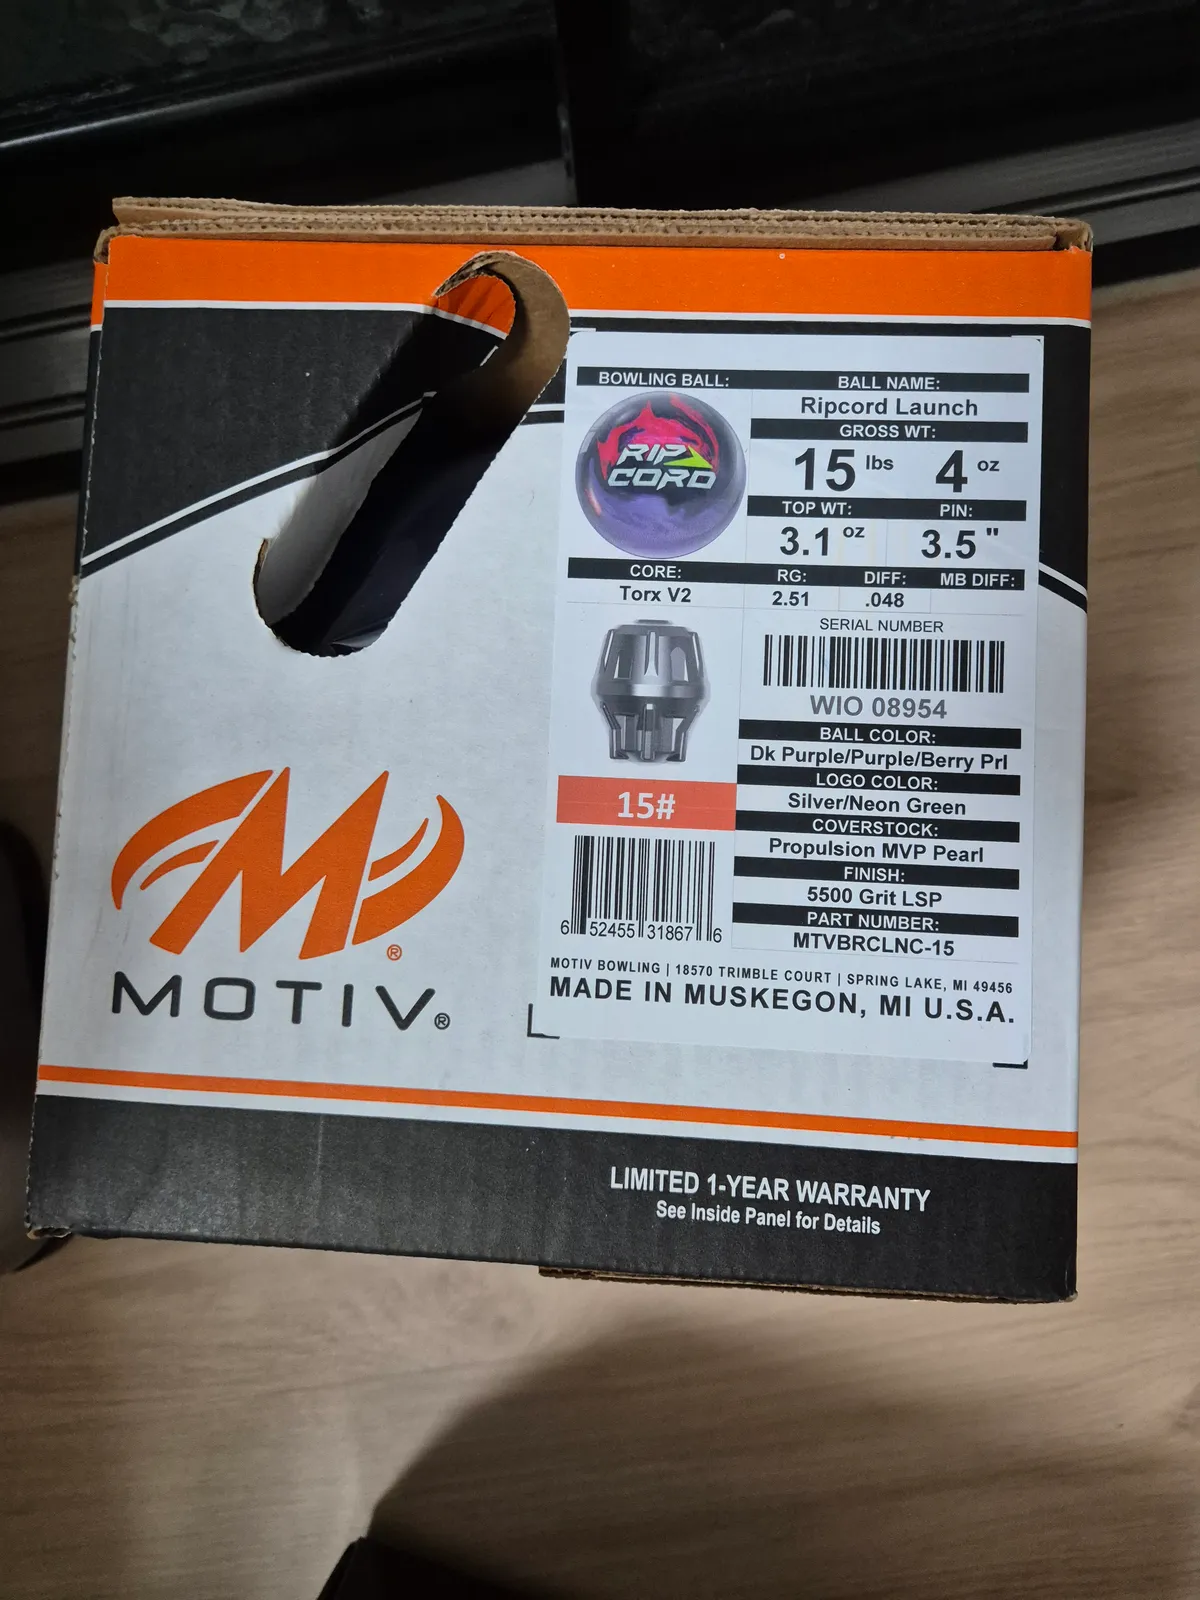 BOWLING BALL:
RIP
CORD
BALL NAME:
Ripcord Launch
GROSS WT:
15 lbs 4 oz
TOP WT: PIN:
3.1 oz 3.5 "
CORE: RG: DIFF: MB DIFF:
Torx V2 2.51 .048
SERIAL NUMBER
WIO 08954
BALL COLOR:
Dk Purple/Purple/Berry Prl
LOGO COLOR:
Silver/Neon Green
COVERSTOCK:
Propulsion MVP Pearl
FINISH:
5500 Grit LSP
PART NUMBER:
MTVBRCLNC-15
15#
6 52455 31867 6
MOTIV BOWLING | 18570 TRIMBLE COURT | SPRING LAKE, MI 49456
MADE IN MUSKEGON, MI U.S.A.
M®
MOTIV®
LIMITED 1-YEAR WARRANTY
See Inside Panel for Details